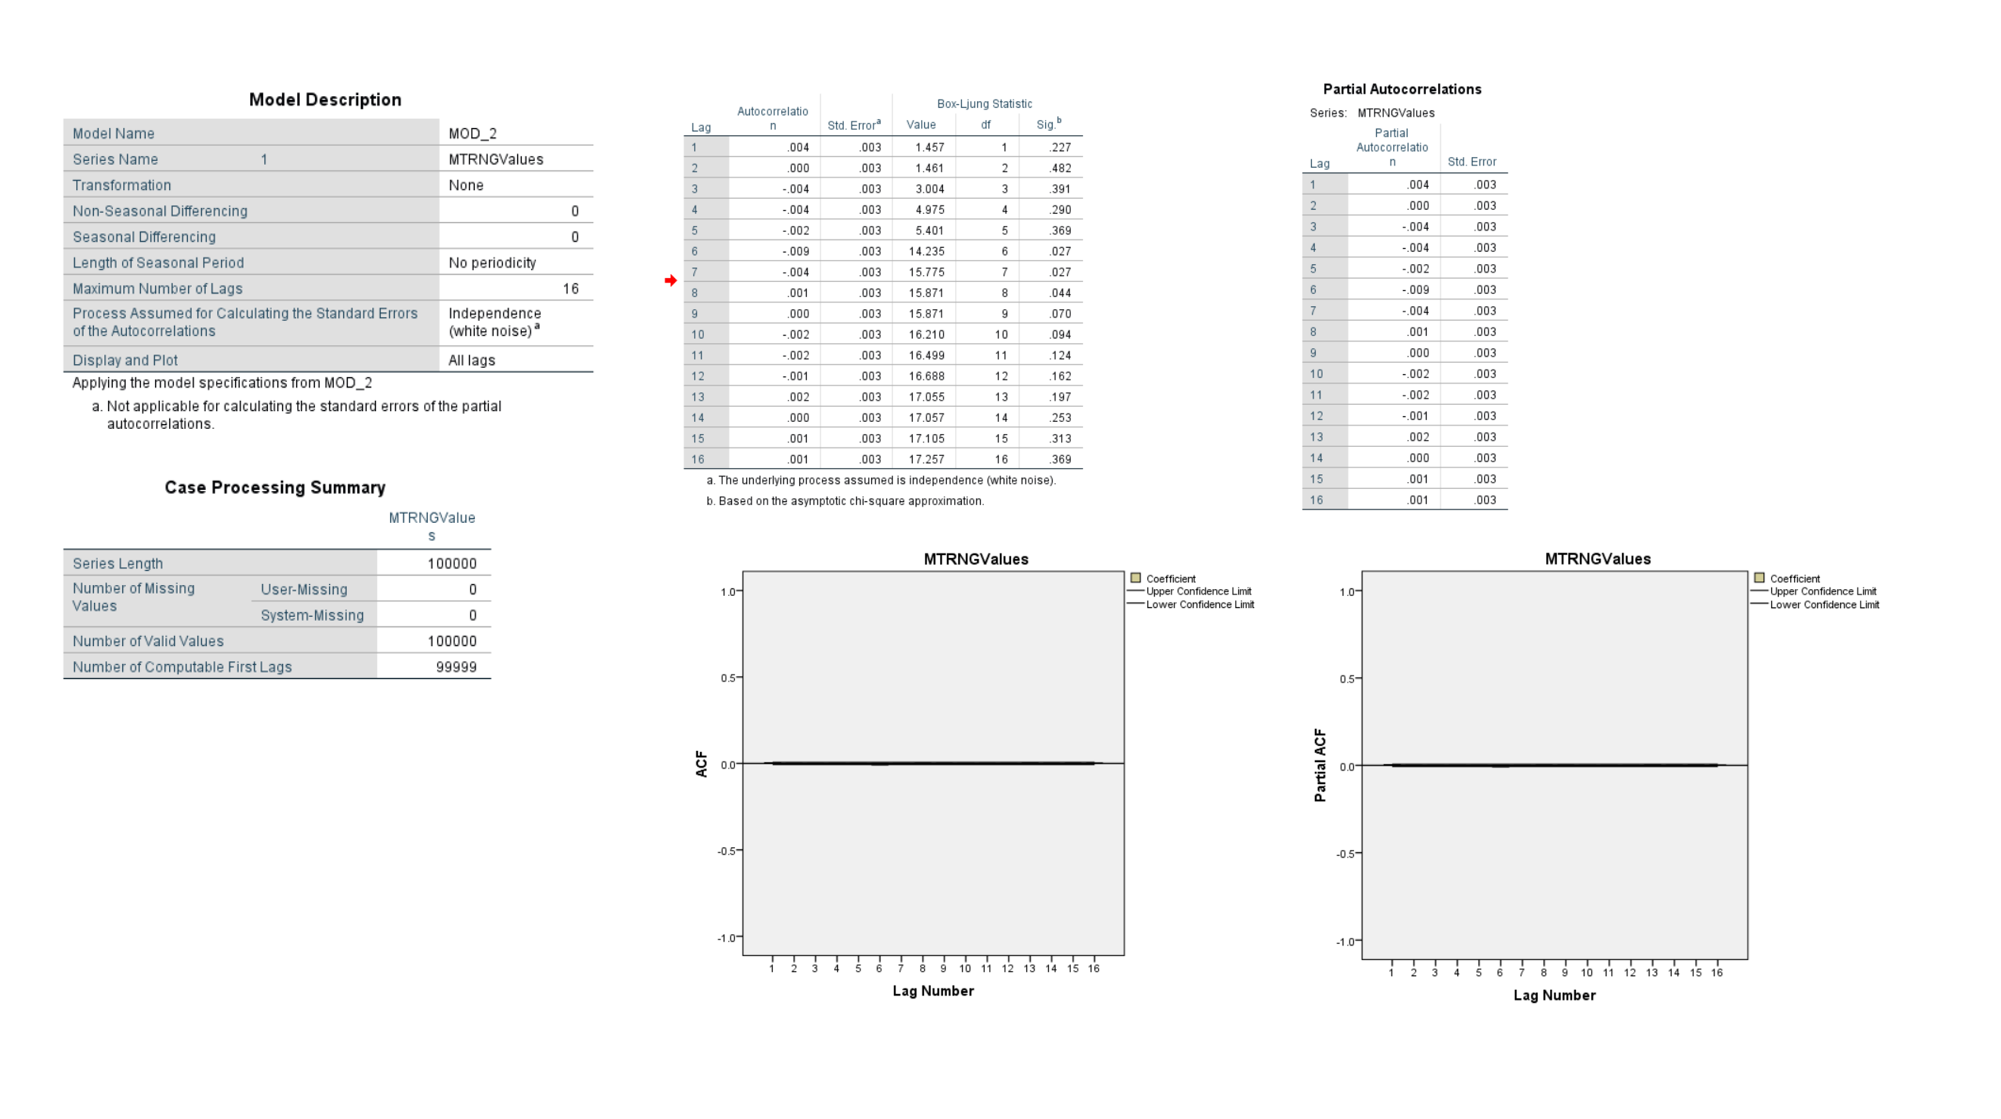 Model Description
Model Name MOD_2
Series Name 1 MTRNGValues
Transformation None
Non-Seasonal Differencing 0
Seasonal Differencing 0
Length of Seasonal Period No periodicity
Maximum Number of Lags 16
Process Assumed for Calculating the Standard Errors Independence
of the Autocorrelations (white noise) a
Display and Plot All lags
Applying the model specifications from MOD_2
a. Not applicable for calculating the standard errors of the partial
autocorrelations.
Case Processing Summary
MTRNGValue
s
Series Length 100000
Number of Missing User-Missing 0
Values
System-Missing 0
Number of Valid Values 100000
Number of Computable First Lags 99999
Box-Ljung Statistic
Autocorrelatio
Lag n Std. Error a Value df Sig. b
1 .004 .003 1.457 1 .227
2 .000 .003 1.461 2 .482
3 -.004 .003 3.004 3 .391
4 -.004 .003 4.975 4 .290
5 -.002 .003 5.401 5 .369
6 -.009 .003 14.235 6 .027
7 -.004 .003 15.775 7 .027
8 .001 .003 15.871 8 .044
9 .000 .003 15.871 9 .070
10 -.002 .003 16.210 10 .094
11 -.002 .003 16.499 11 .124
12 -.001 .003 16.688 12 .162
13 .002 .003 17.055 13 .197
14 .000 .003 17.057 14 .253
15 .001 .003 17.105 15 .313
16 .001 .003 17.257 16 .369
a. The underlying process assumed is independence (white noise).
b. Based on the asymptotic chi-square approximation.
Partial Autocorrelations
Series: MTRNGValues
Partial
Autocorrelatio
Lag n Std. Error
1 .004 .003
2 .000 .003
3 -.004 .003
4 -.004 .003
5 -.002 .003
6 -.009 .003
7 -.004 .003
8 .001 .003
9 .000 .003
10 -.002 .003
11 -.002 .003
12 -.001 .003
13 .002 .003
14 .000 .003
15 .001 .003
16 .001 .003
MTRNGValues
Coefficient
Upper Confidence Limit
Lower Confidence Limit
1.0
0.5
0.0
-0.5
-1.0
ACF
1 2 3 4 5 6 7 8 9 10 11 12 13 14 15 16
Lag Number
MTRNGValues
Coefficient
Upper Confidence Limit
Lower Confidence Limit
1.0
0.5
0.0
-0.5
-1.0
Partial ACF
1 2 3 4 5 6 7 8 9 10 11 12 13 14 15 16
Lag Number